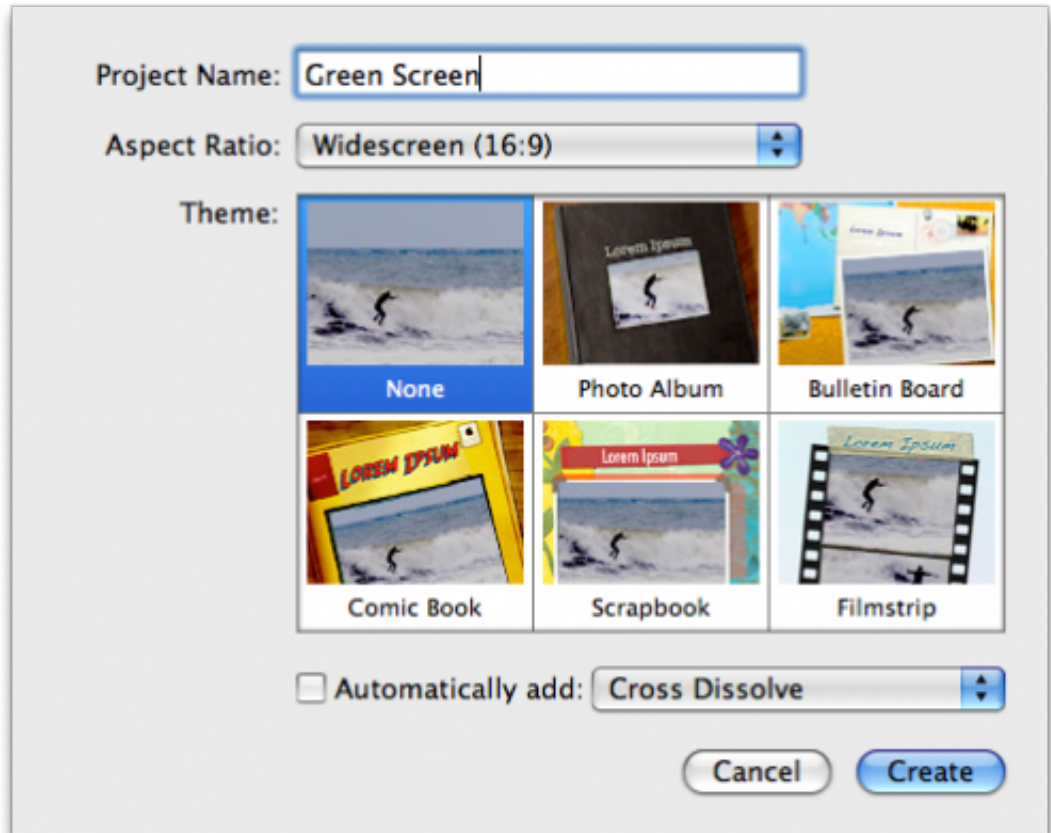 Project Name: Green Screen
Aspect Ratio: Widescreen (16:9)
Theme:
Lorem Ipsum
Lorem Ipsum
None
Photo Album
Bulletin Board
LOREM IPSUM
Lorem Ipsum
Lorem Ipsum
Comic Book
Scrapbook
Filmstrip
Automatically add: Cross Dissolve
Cancel
Create